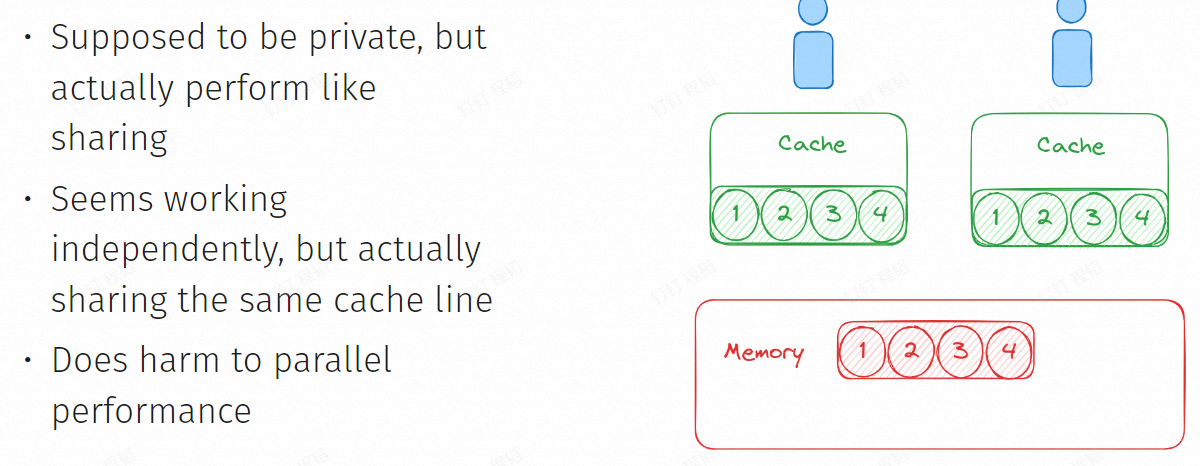 • Supposed to be private, but
actually perform like
sharing
• Seems working
independently, but actually
sharing the same cache line
• Does harm to parallel
performance
Cache
1 2 3 4
Cache
1 2 3 4
Memory 1 2 3 4